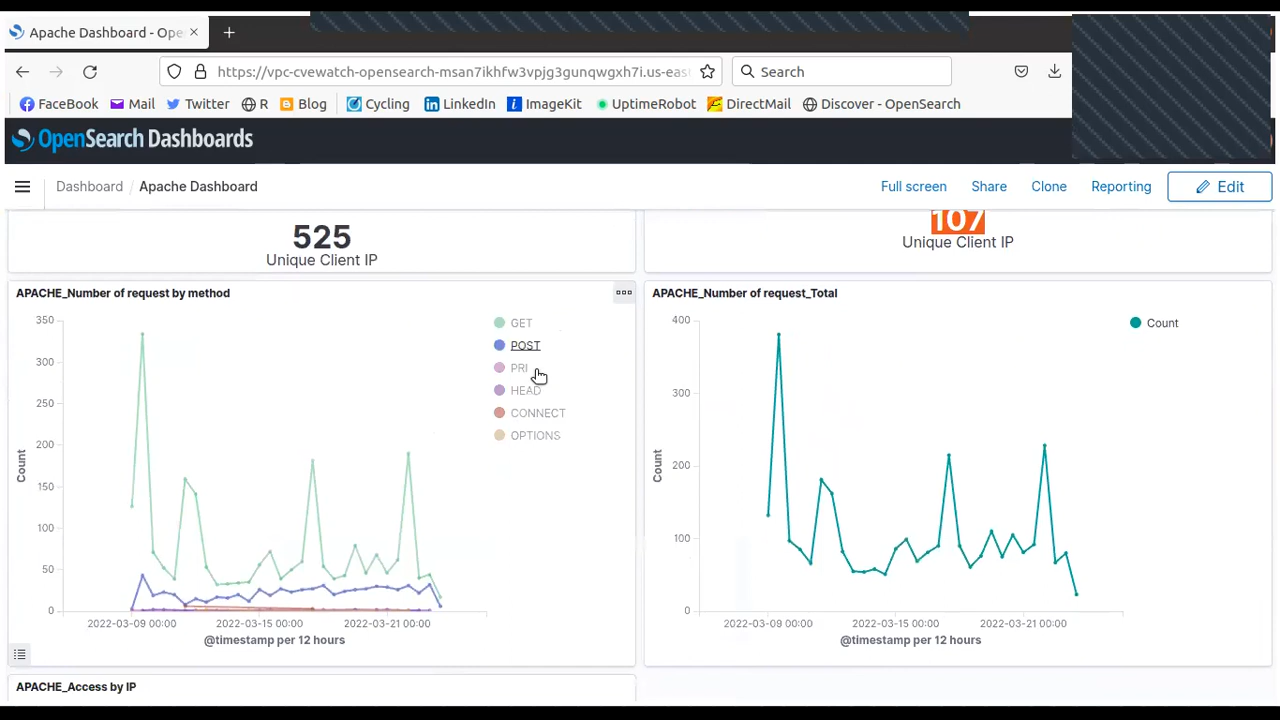 Apache Dashboard - Ope
https://vpc-cvewatch-opensearch-msan7ikhfw3vpjg3gunqwgxh7i.us-eas
Search
FaceBook Mail Twitter R Blog Cycling LinkedIn ImageKit UptimeRobot DirectMail Discover - OpenSearch
OpenSearch Dashboards
Dashboard / Apache Dashboard
Full screen Share Clone Reporting Edit
525
Unique Client IP
107
Unique Client IP
APACHE_Number of request by method
350
300
250
200
150
100
50
0
Count
2022-03-09 00:00 2022-03-15 00:00 2022-03-21 00:00
@timestamp per 12 hours
GET
POST
PRI
HEAD
CONNECT
OPTIONS
APACHE_Number of request_Total
400
300
200
100
0
Count
2022-03-09 00:00 2022-03-15 00:00 2022-03-21 00:00
@timestamp per 12 hours
Count
APACHE_Access by IP